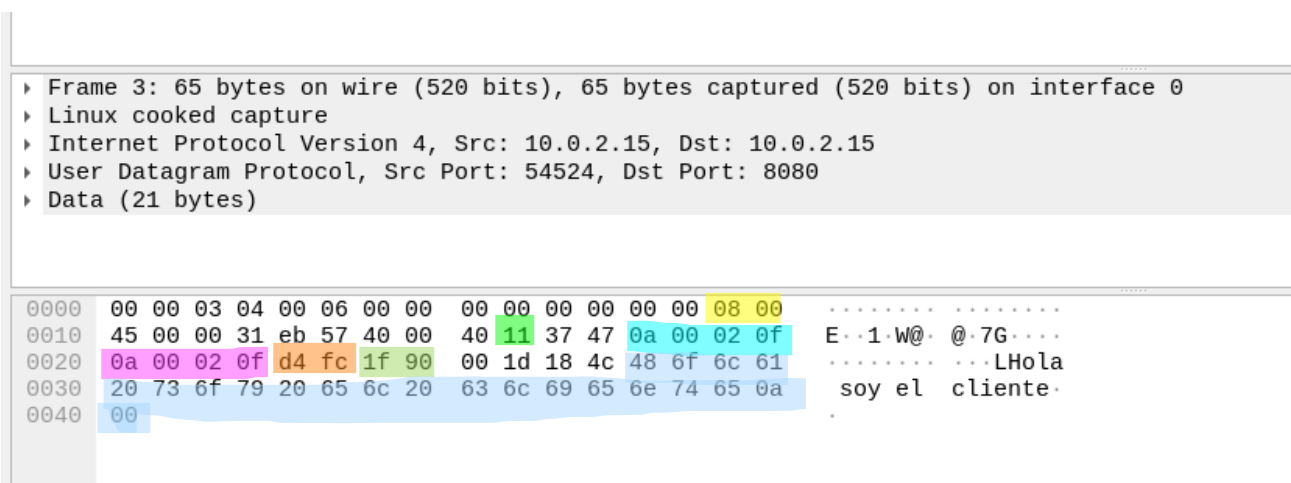 Frame 3: 65 bytes on wire (520 bits), 65 bytes captured (520 bits) on interface 0
Linux cooked capture
Internet Protocol Version 4, Src: 10.0.2.15, Dst: 10.0.2.15
User Datagram Protocol, Src Port: 54524, Dst Port: 8080
Data (21 bytes)
0000 00 00 03 04 00 06 00 00 00 00 00 00 00 00 08 00 ········ ········
0010 45 00 00 31 eb 57 40 00 40 11 37 47 0a 00 02 0f E··1·W@· @·7G····
0020 0a 00 02 0f d4 fc 1f 90 00 1d 18 4c 48 6f 6c 61 ········ ···LHola
0030 20 73 6f 79 20 65 6c 20 63 6c 69 65 6e 74 65 0a soy el cliente·
0040 00 ·